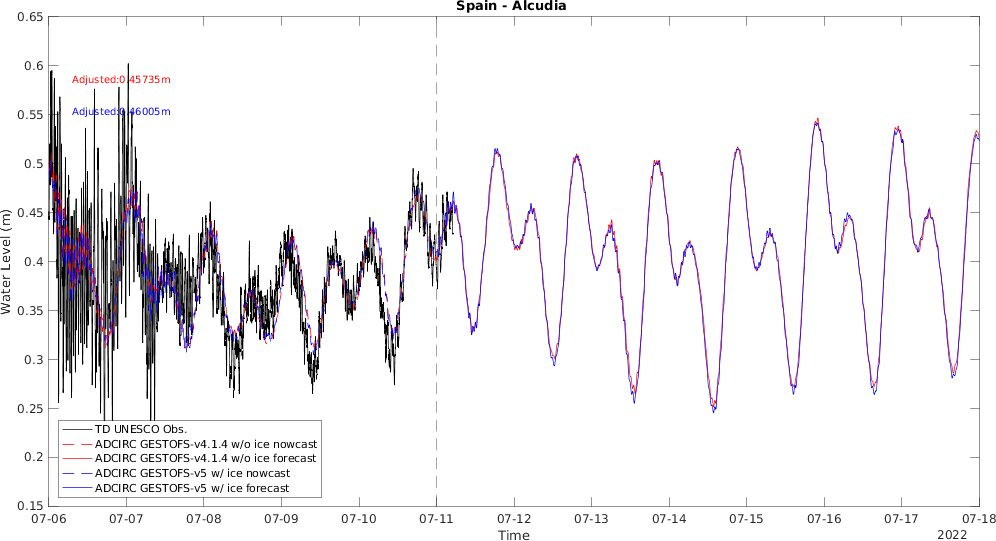 Spain - Alcudia
0.65
0.6
0.55
0.5
0.45
0.4
0.35
0.3
0.25
0.2
0.15
Water Level (m)
Adjusted:0.45735m
Adjusted:0.46005m
TD UNESCO Obs.
ADCIRC GESTOFS-v4.1.4 w/o ice nowcast
ADCIRC GESTOFS-v4.1.4 w/o ice forecast
ADCIRC GESTOFS-v5 w/ ice nowcast
ADCIRC GESTOFS-v5 w/ ice forecast
07-06 07-07 07-08 07-09 07-10 07-11 07-12 07-13 07-14 07-15 07-16 07-17 07-18
Time
2022